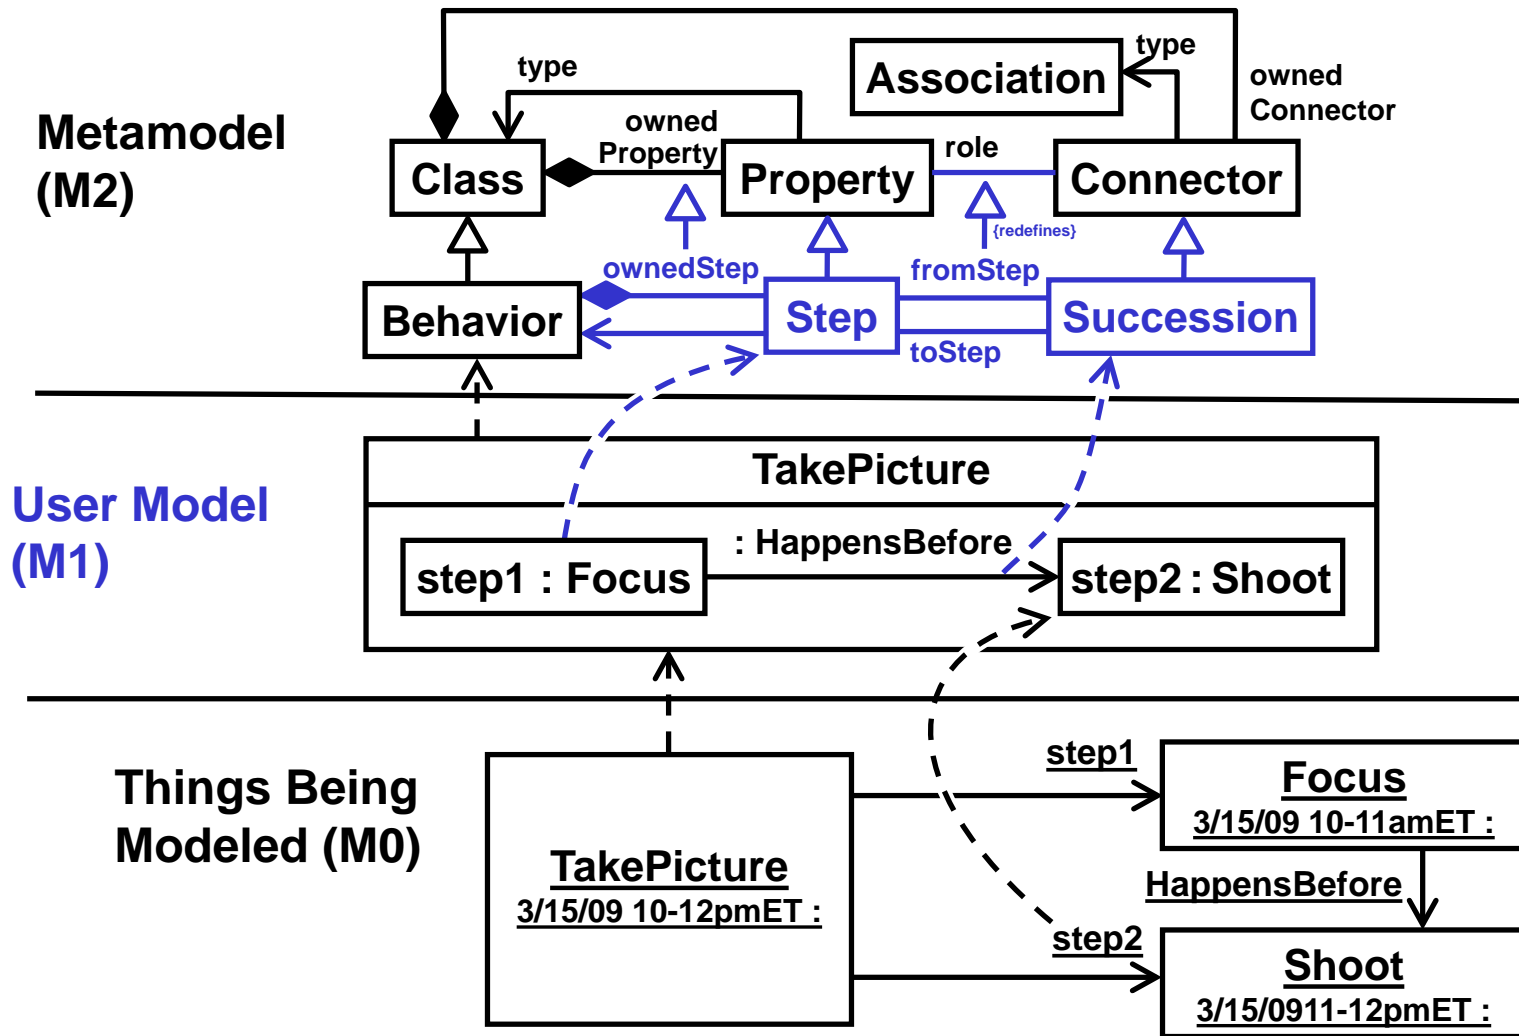 type
type
Association
owned
Connector
Metamodel
(M2)
owned
Property
role
Class
Property
Connector
{redefines}
ownedStep
fromStep
Behavior
Step
Succession
toStep
User Model
(M1)
TakePicture
: HappensBefore
step1 : Focus
step2 : Shoot
Things Being
Modeled (M0)
step1
Focus
3/15/09 10-11amET :
TakePicture
3/15/09 10-12pmET :
HappensBefore
step2
Shoot
3/15/0911-12pmET :